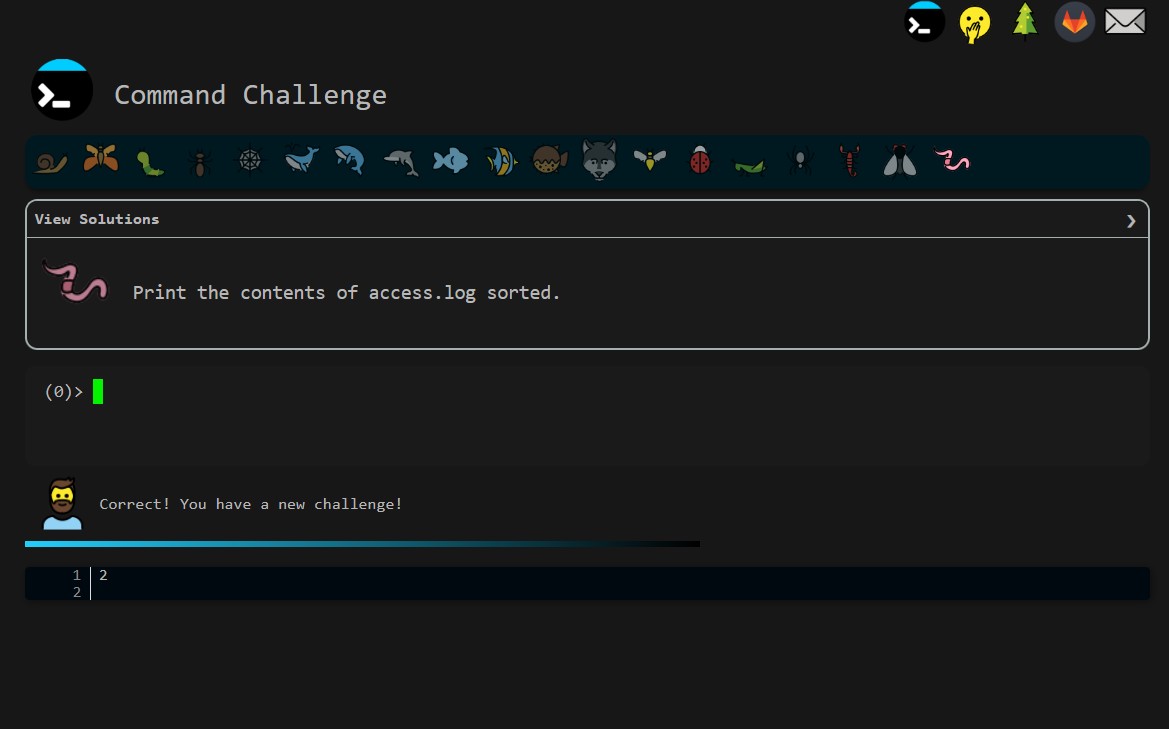 Command Challenge
View Solutions ❯
Print the contents of access.log sorted.
(0)>
Correct! You have a new challenge!
1 2
2